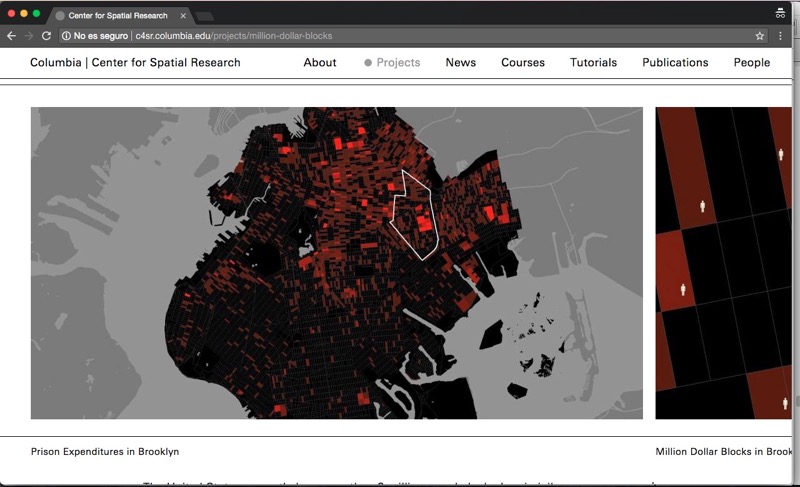 Center for Spatial Research
No es seguro | c4sr.columbia.edu/projects/million-dollar-blocks
Columbia | Center for Spatial Research
About
Projects
News
Courses
Tutorials
Publications
People
Prison Expenditures in Brooklyn
Million Dollar Blocks in Brook